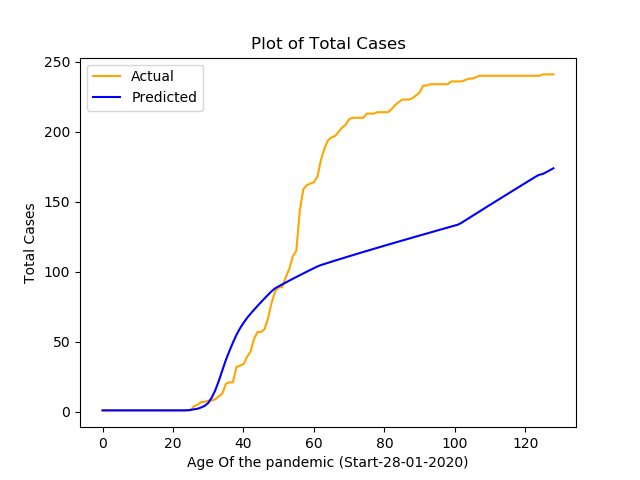 Plot of Total Cases
Actual
Predicted
250
200
150
100
50
0
Total Cases
0 20 40 60 80 100 120
Age Of the pandemic (Start-28-01-2020)